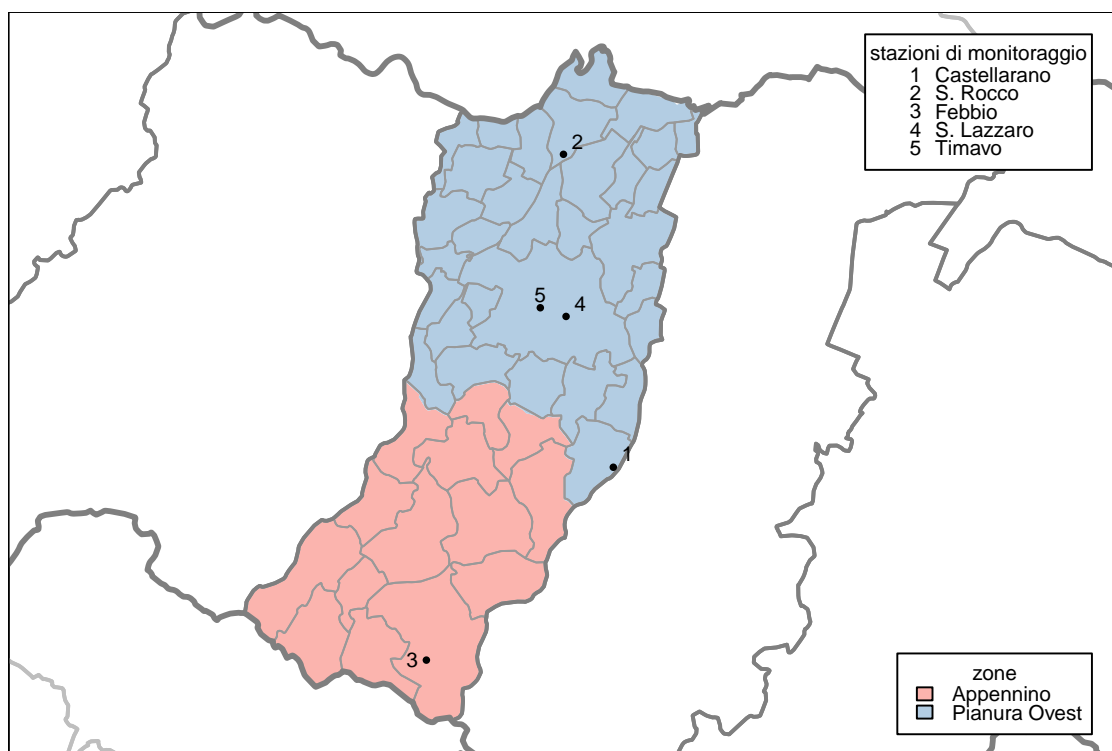 stazioni di monitoraggio
1 Castellarano
2 S. Rocco
3 Febbio
4 S. Lazzaro
5 Timavo
2
5
4
1
3
zone
Appennino
Pianura Ovest